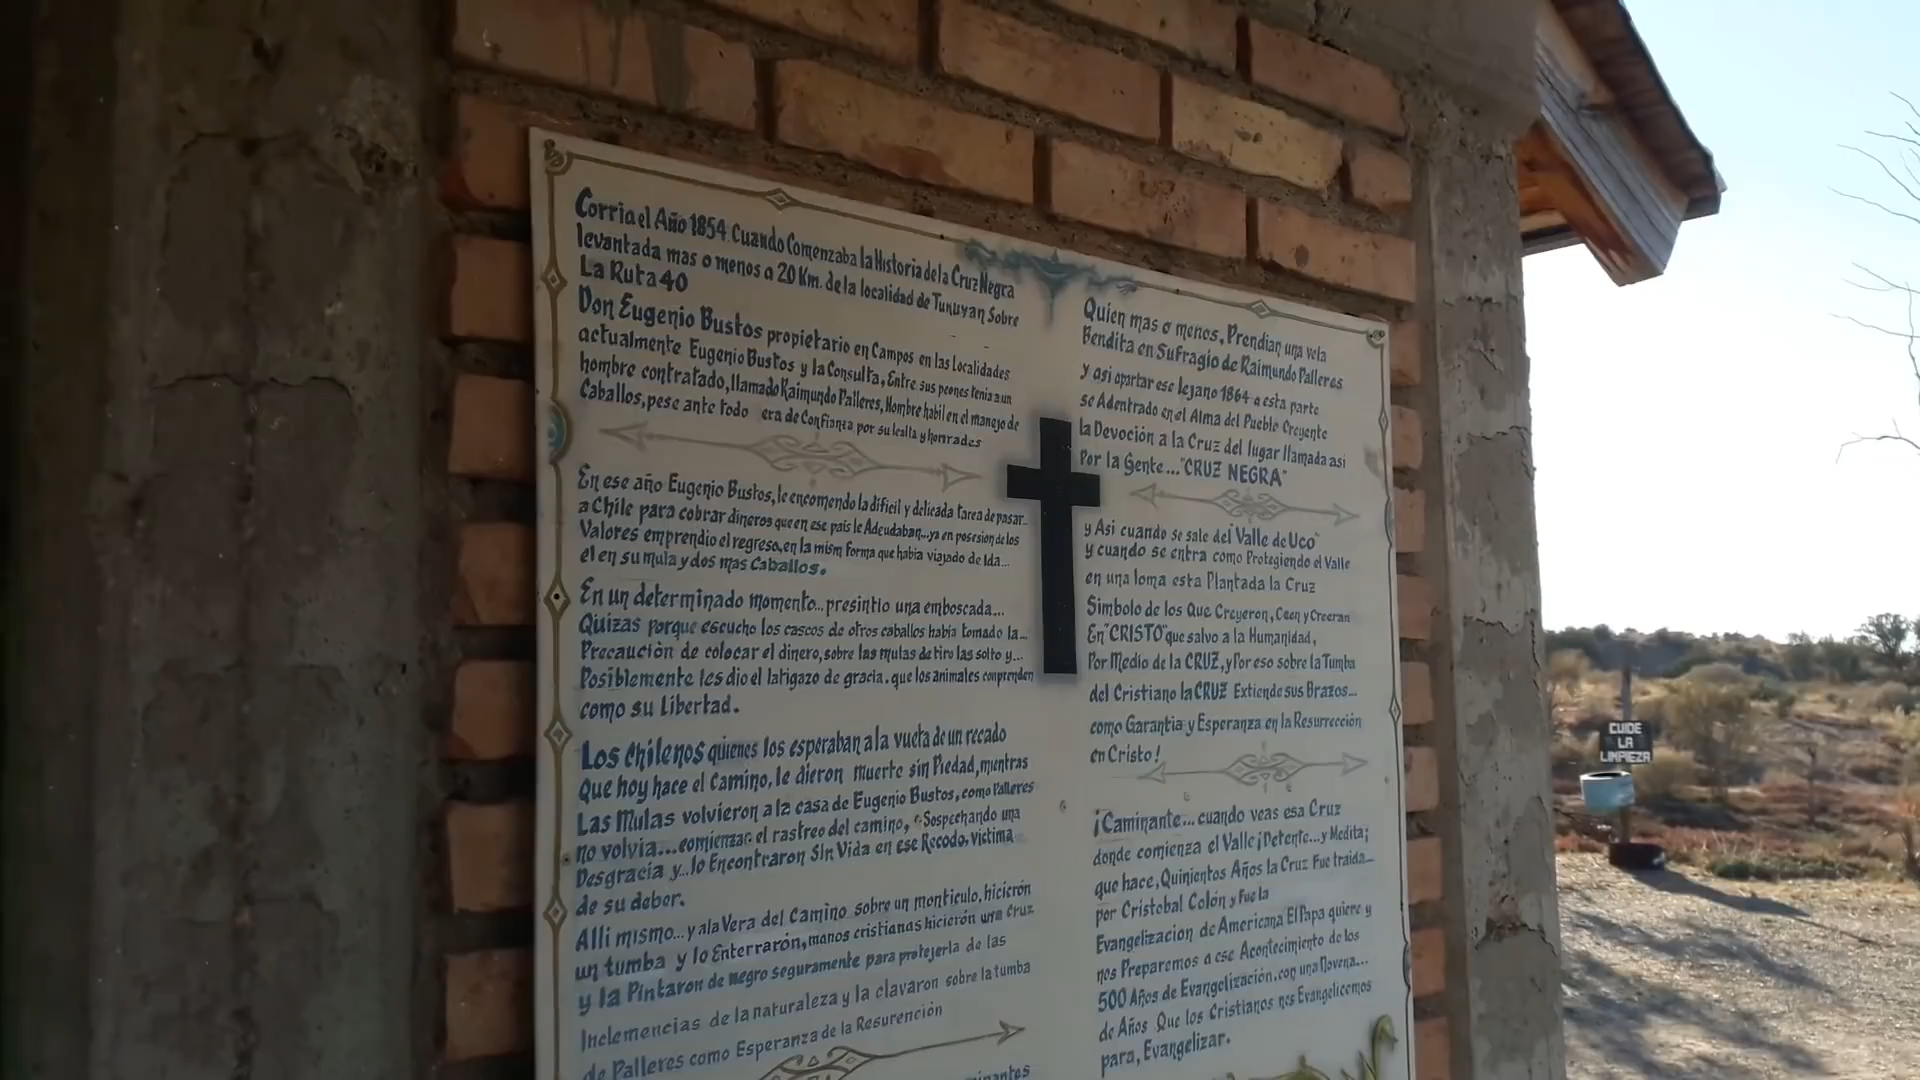 Corria el Año 1854 Cuando Comenzaba la Historia de la Cruz Negra
levantada mas o menos a 20 Km. de la localidad de Tunuyan Sobre
La Ruta 40
Don Eugenio Bustos propietario en Campos en las Localidades
actualmente Eugenio Bustos y la Consulta, Entre sus peones tenia a un
hombre contratado, llamado Raimundo Palleres, Hombre habil en el manejo de
Caballos, pese ante todo era de Confianza por su lealta y honrrades
En ese año Eugenio Bustos, le encomendo la dificil y delicada tarea de pasar...
a Chile para cobrar dineros que en ese pais le Adeudaban...ya en posesion de los
Valores emprendio el regreso, en la mism forma que habia viajado de Ida...
el en su mula y dos mas Caballos.
En un determinado momento... presintio una emboscada...
Quizas porque escucho los cascos de otros caballos habia tomado la...
Precaución de colocar el dinero, sobre las mulas de tiro las solto y...
Posiblemente les dio el latigazo de gracia. que los animales comprenden
como su Libertad.
Los Chilenos quienes los esperaban a la vuelta de un recado
Que hoy hace el Camino, le dieron muerte sin Piedad, mientras
Las Mulas volvieron a la casa de Eugenio Bustos, como Palleres
no volvia... comienzan el rastreo del camino, Sospechando una
Desgracia y...lo Encontraron Sin Vida en ese Recodo. victima
de su deber.
Alli mismo... y a la Vera del Camino sobre un monticulo, hicierón
un tumba y lo Enterrarón, manos cristianas hicierón una Cruz
y la Pintaron de negro seguramente para protejerla de las
Inclemencias de la naturaleza y la clavaron sobre la tumba
de Palleres como Esperanza de la Resurención
Quien mas o menos, Prendian una vela
Bendita en Sufragio de Raimundo Palleres
y asi apartar ese lejano 1864 a esta parte
se Adentrado en el Alma del Pueblo Creyente
la Devoción a la Cruz del lugar llamada asi
Por la Gente... "CRUZ NEGRA"
y Asi cuando se sale del Valle de Uco"
y cuando se entra como Protegiendo el Valle
en una loma esta Plantada la Cruz
Simbolo de los Que Creyeron, Ceen y Creeran
En "CRISTO" que salvo a la Humanidad,
Por Medio de la CRUZ, y Por eso sobre la Tumba
del Cristiano la CRUZ Extiende sus Brazos...
como Garantia y Esperanza en la Resurrección
en Cristo!
¡Caminante... cuando veas esa Cruz
donde comienza el Valle ¡Detente... y Medita;
que hace, Quinientos Años la Cruz Fue traida...
por Cristobal Colón y Fue la
Evangelizacion de Americana El Papa quiere y
nos Preparemos a ese Acontecimiento de los
500 Años de Evangelización, con una Novena...
de Años Que los Cristianos nos Evangelicemos
para, Evangelizar.
CUIDE
LA
LIMPIEZA